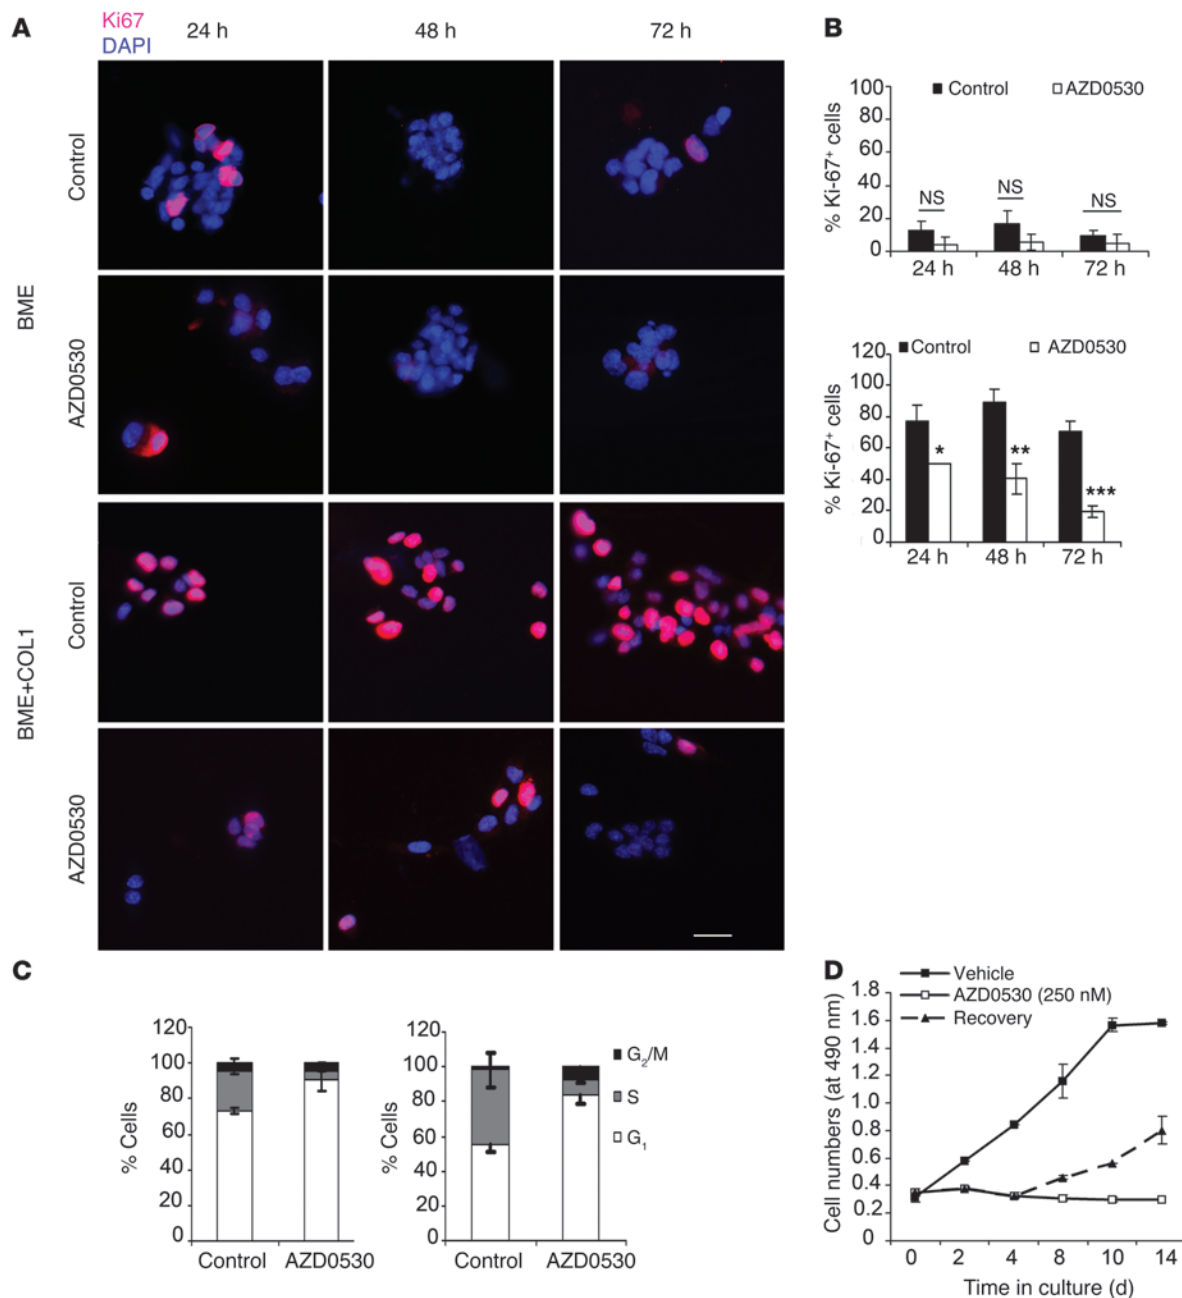 A
Ki67
DAPI
24 h
48 h
72 h
BME
Control
AZD0530
BME+COL1
Control
AZD0530
B
Control
AZD0530
% Ki-67+ cells
100
80
60
40
20
0
NS
NS
NS
24 h
48 h
72 h
Control
AZD0530
% Ki-67+ cells
120
100
80
60
40
20
0
*
**
***
24 h
48 h
72 h
C
% Cells
120
100
80
60
40
20
0
Control
AZD0530
% Cells
120
100
80
60
40
20
0
Control
AZD0530
G2/M
S
G1
D
Vehicle
AZD0530 (250 nM)
Recovery
Cell numbers (at 490 nm)
1.8
1.6
1.4
1.2
1.0
0.8
0.6
0.4
0.2
0
2
4
8
10
14
Time in culture (d)